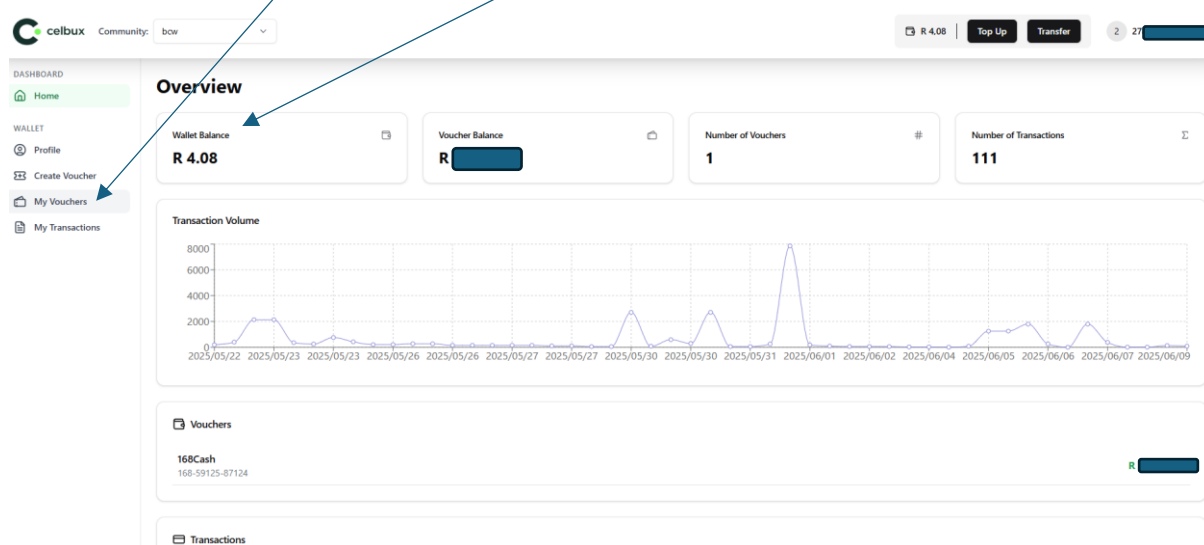 celbux Community: bcw R 4.08 Top Up Transfer 2 27
DASHBOARD
Home
WALLET
Profile
Create Voucher
My Vouchers
My Transactions
Overview
Wallet Balance
R 4.08
Voucher Balance
R
Number of Vouchers #
1
Number of Transactions Σ
111
Transaction Volume
8000
6000
4000
2000
0
2025/05/22 2025/05/23 2025/05/23 2025/05/26 2025/05/26 2025/05/27 2025/05/27 2025/05/30 2025/05/30 2025/05/31 2025/06/01 2025/06/02 2025/06/04 2025/06/05 2025/06/06 2025/06/07 2025/06/09
Vouchers
168Cash
168-59125-87124
R
Transactions